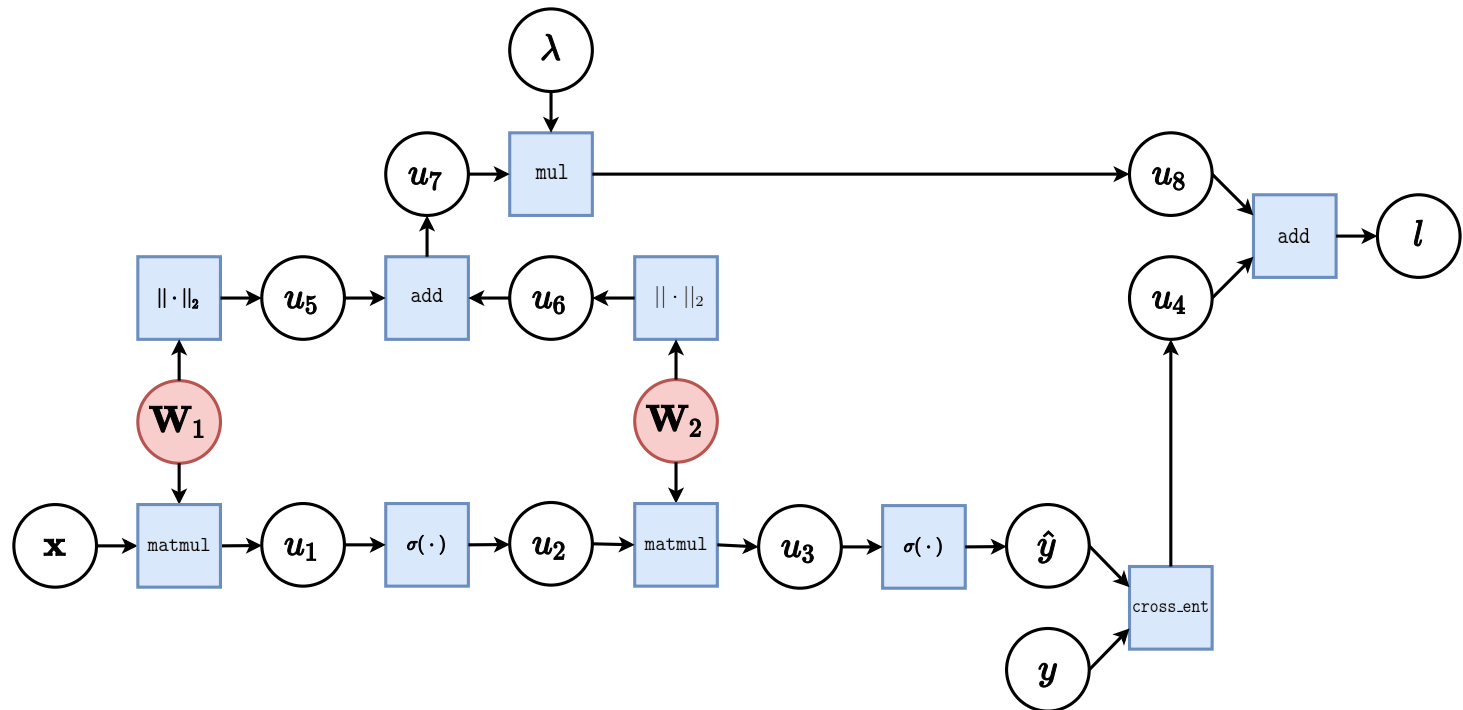 λ
u₇
mul
u₈
add
l
|| · ||₂
u₅
add
u₆
|| · ||₂
u₄
W₁
W₂
x
matmul
u₁
σ(·)
u₂
matmul
u₃
σ(·)
ŷ
cross_ent
y